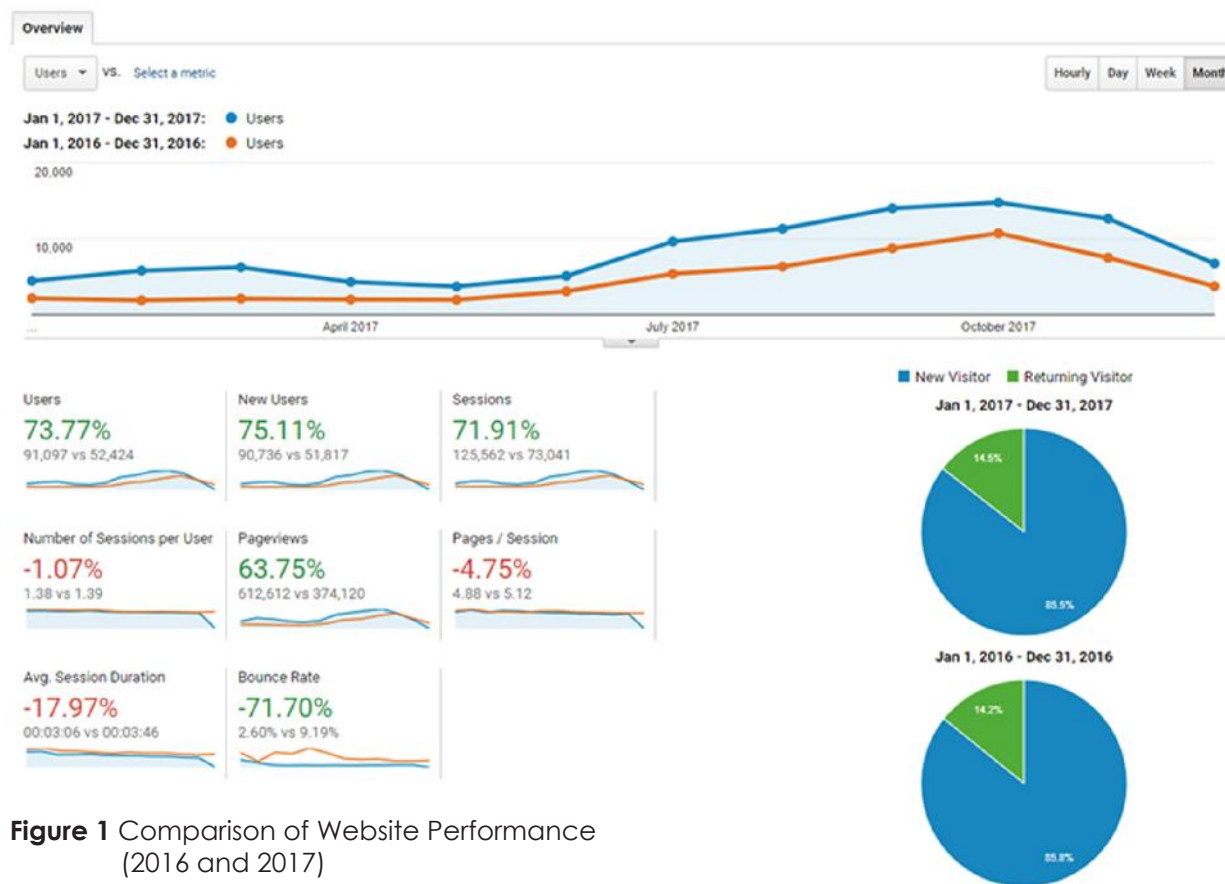 Overview
Users VS. Select a metric
Hourly Day Week Month
Jan 1, 2017 - Dec 31, 2017: Users
Jan 1, 2016 - Dec 31, 2016: Users
20,000
10,000
... April 2017 July 2017 October 2017
Users
73.77%
91,097 vs 52,424
New Users
75.11%
90,736 vs 51,817
Sessions
71.91%
125,562 vs 73,041
Number of Sessions per User
-1.07%
1.38 vs 1.39
Pageviews
63.75%
612,612 vs 374,120
Pages / Session
-4.75%
4.88 vs 5.12
Avg. Session Duration
-17.97%
00:03:06 vs 00:03:46
Bounce Rate
-71.70%
2.60% vs 9.19%
New Visitor Returning Visitor
Jan 1, 2017 - Dec 31, 2017
14.5%
85.5%
Jan 1, 2016 - Dec 31, 2016
14.2%
85.8%
Figure 1 Comparison of Website Performance
(2016 and 2017)